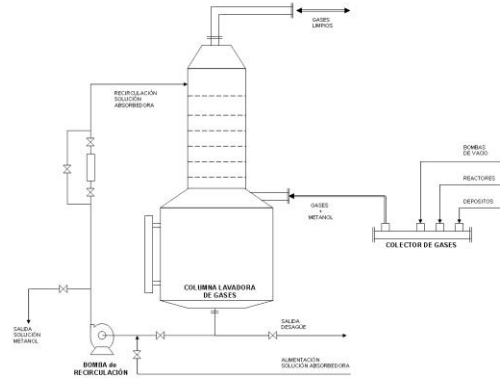 GASES
LIMPIOS
RECIRCULACIÓN
SOLUCIÓN
ABSORBEDORA
BOMBAS
DE VACIO
REACTORES
DEPOSITOS
GASES
+
METANOL
COLECTOR DE GASES
COLUMNA LAVADORA
DE GASES
SALIDA
SOLUCIÓN
METANOL
SALIDA
DESAGÜE
BOMBA de
RECIRCULACIÓN
ALIMENTACIÓN
SOLUCIÓN ABSORBEDORA